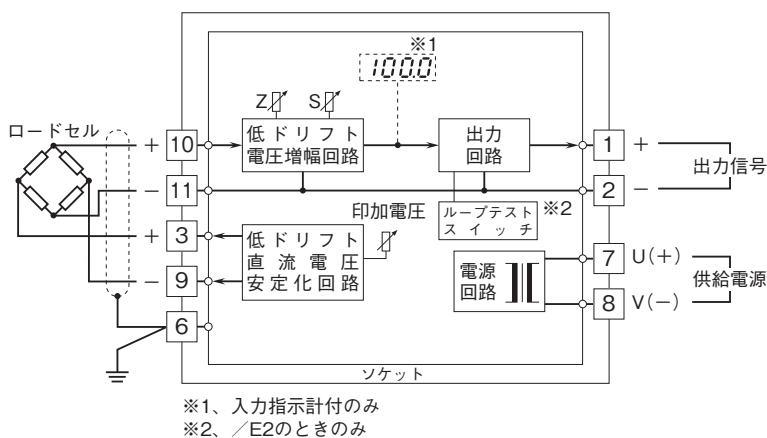 ※1
100.0
Z
S
ロードセル
+
10
低ドリフト
電圧増幅回路
出力
回路
1
+
出力信号
−
11
2
−
印加電圧
ループテスト
スイッチ
※2
+
3
低ドリフト
直流電圧
安定化回路
−
9
電源
回路
7
U(+)
供給電源
8
V(−)
6
ソケット
※1、入力指示計付のみ
※2、/E2のときのみ